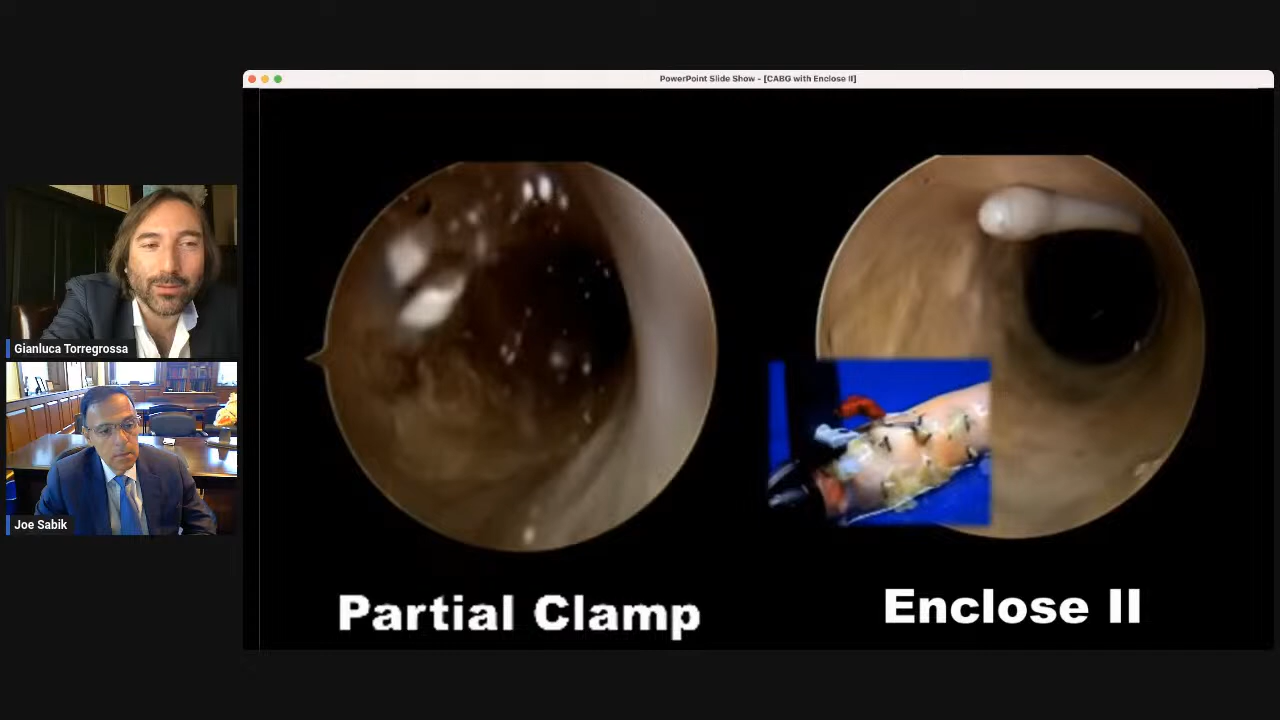 PowerPoint Slide Show - [CABG with Enclose II]
Gianluca Torregrossa
Joe Sabik
Partial Clamp
Enclose II